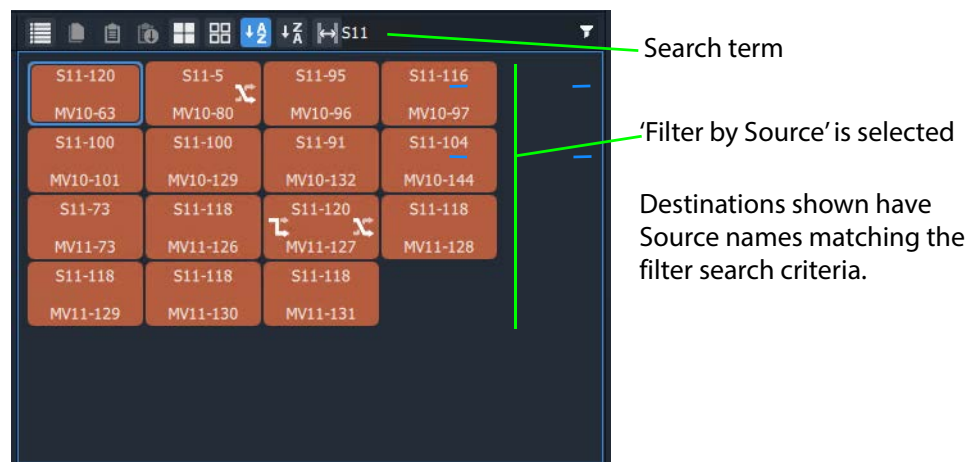 S11
Search term
S11-120 S11-5 S11-95 S11-116
MV10-63 MV10-80 MV10-96 MV10-97
'Filter by Source' is selected
S11-100 S11-100 S11-91 S11-104
MV10-101 MV10-129 MV10-132 MV10-144
S11-73 S11-118 S11-120 S11-118
MV11-73 MV11-126 MV11-127 MV11-128
Destinations shown have
Source names matching the
filter search criteria.
S11-118 S11-118 S11-118
MV11-129 MV11-130 MV11-131